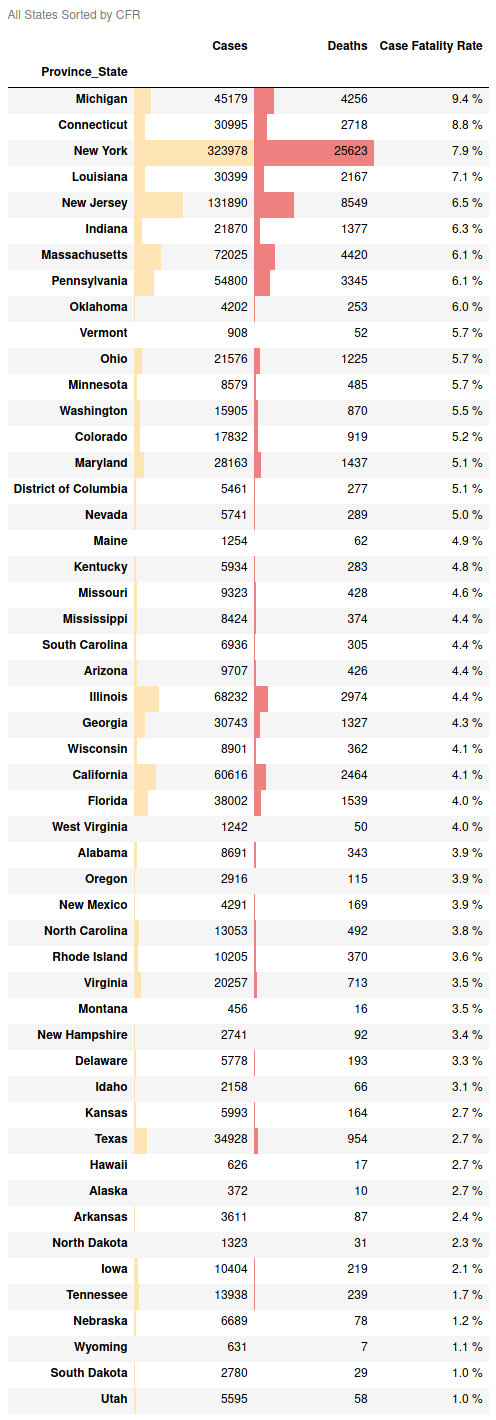 All States Sorted by CFR
Cases Deaths Case Fatality Rate
Province_State
Michigan 45179 4256 9.4 %
Connecticut 30995 2718 8.8 %
New York 323978 25623 7.9 %
Louisiana 30399 2167 7.1 %
New Jersey 131890 8549 6.5 %
Indiana 21870 1377 6.3 %
Massachusetts 72025 4420 6.1 %
Pennsylvania 54800 3345 6.1 %
Oklahoma 4202 253 6.0 %
Vermont 908 52 5.7 %
Ohio 21576 1225 5.7 %
Minnesota 8579 485 5.7 %
Washington 15905 870 5.5 %
Colorado 17832 919 5.2 %
Maryland 28163 1437 5.1 %
District of Columbia 5461 277 5.1 %
Nevada 5741 289 5.0 %
Maine 1254 62 4.9 %
Kentucky 5934 283 4.8 %
Missouri 9323 428 4.6 %
Mississippi 8424 374 4.4 %
South Carolina 6936 305 4.4 %
Arizona 9707 426 4.4 %
Illinois 68232 2974 4.4 %
Georgia 30743 1327 4.3 %
Wisconsin 8901 362 4.1 %
California 60616 2464 4.1 %
Florida 38002 1539 4.0 %
West Virginia 1242 50 4.0 %
Alabama 8691 343 3.9 %
Oregon 2916 115 3.9 %
New Mexico 4291 169 3.9 %
North Carolina 13053 492 3.8 %
Rhode Island 10205 370 3.6 %
Virginia 20257 713 3.5 %
Montana 456 16 3.5 %
New Hampshire 2741 92 3.4 %
Delaware 5778 193 3.3 %
Idaho 2158 66 3.1 %
Kansas 5993 164 2.7 %
Texas 34928 954 2.7 %
Hawaii 626 17 2.7 %
Alaska 372 10 2.7 %
Arkansas 3611 87 2.4 %
North Dakota 1323 31 2.3 %
Iowa 10404 219 2.1 %
Tennessee 13938 239 1.7 %
Nebraska 6689 78 1.2 %
Wyoming 631 7 1.1 %
South Dakota 2780 29 1.0 %
Utah 5595 58 1.0 %